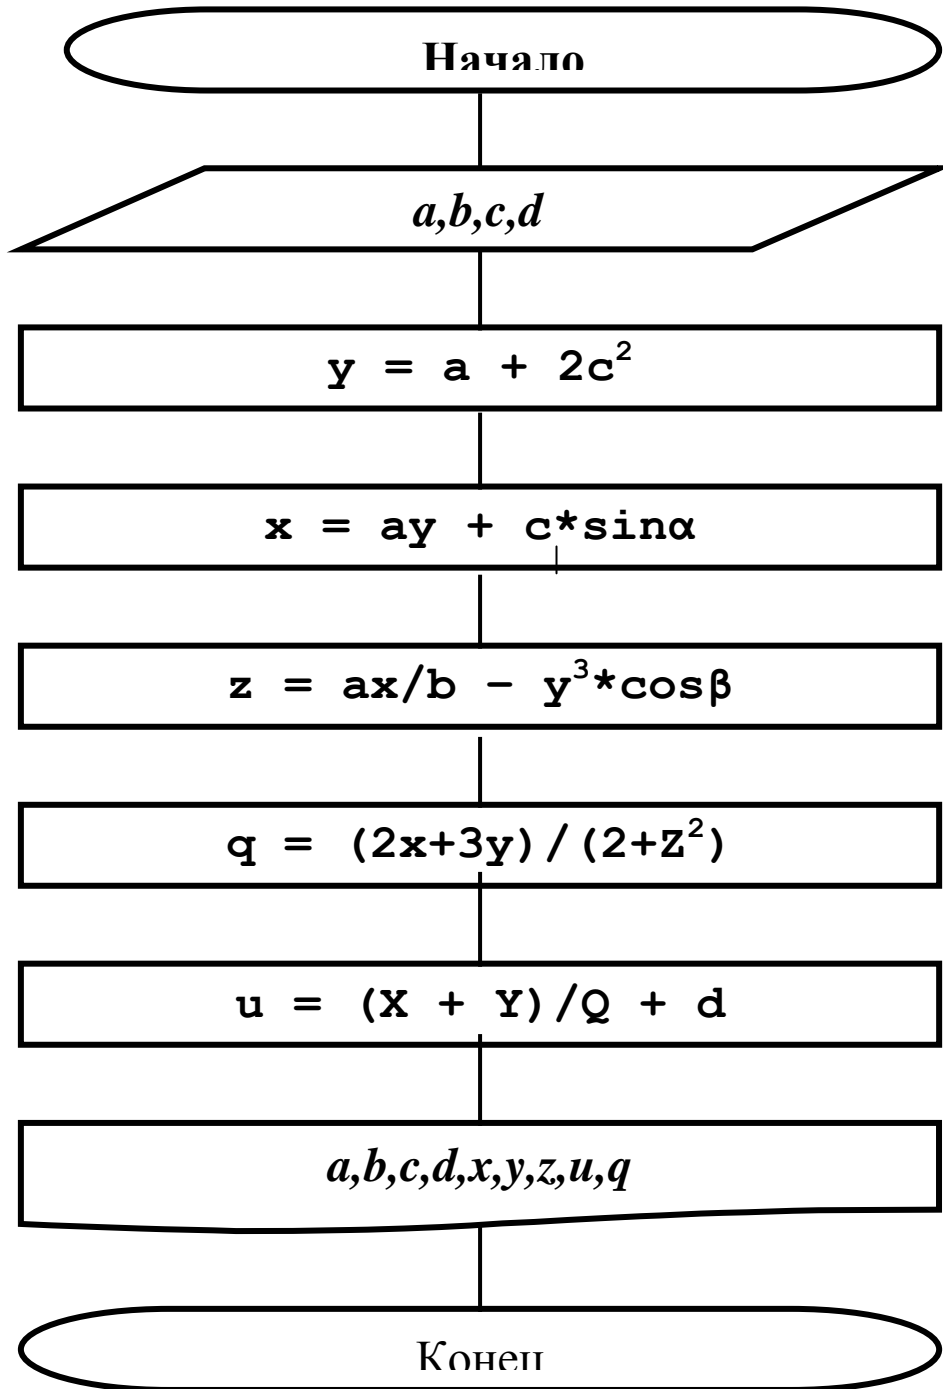 Начало
a,b,c,d
y = a + 2c²
x = ay + c*sinα
z = ax/b – y³*cosβ
q = (2x+3y)/(2+Z²)
u = (X + Y)/Q + d
a,b,c,d,x,y,z,u,q
Конец